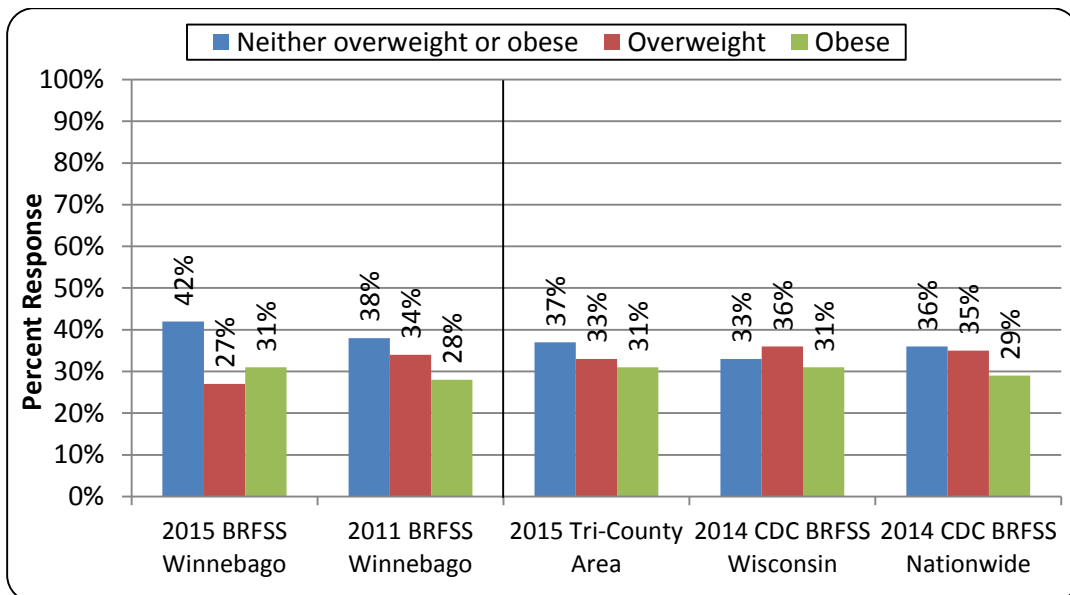 Neither overweight or obese Overweight Obese
100%
90%
80%
70%
60%
50%
40%
30%
20%
10%
0%
Percent Response
42% 27% 31% 38% 34% 28% 37% 33% 31% 33% 36% 31% 36% 35% 29%
2015 BRFSS 2011 BRFSS 2015 Tri-County 2014 CDC BRFSS 2014 CDC BRFSS
Winnebago Winnebago Area Wisconsin Nationwide